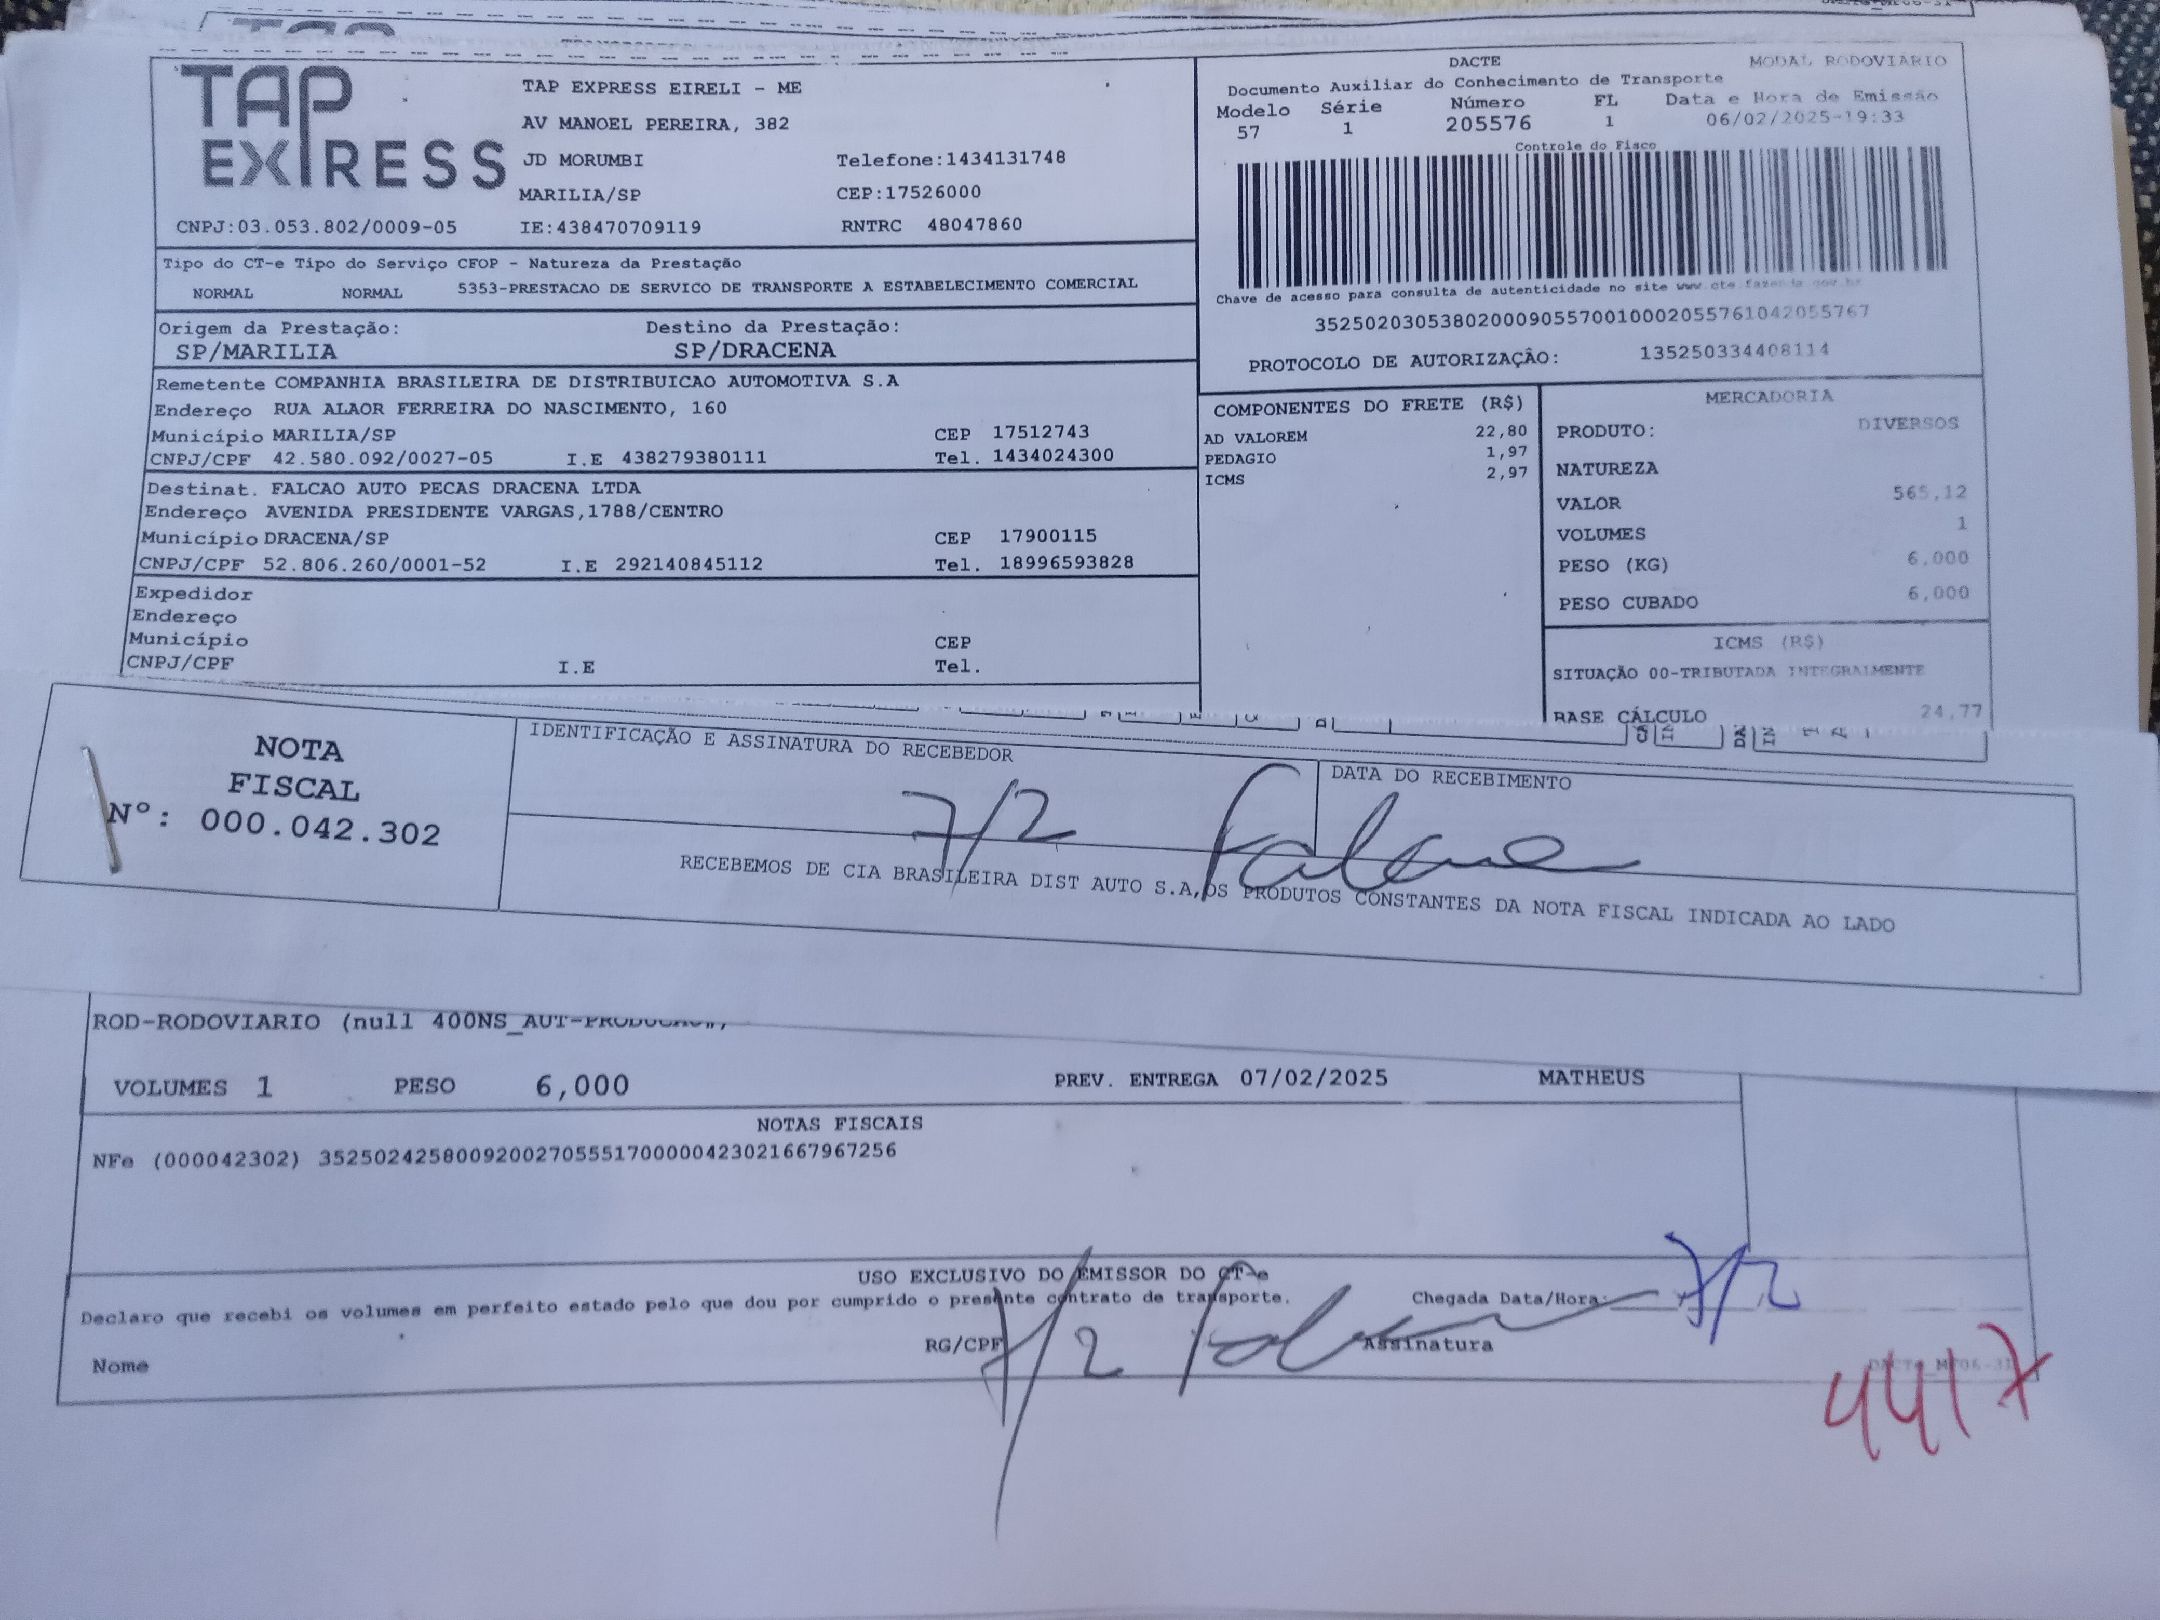 TAP EXPRESS
TAP EXPRESS EIRELI - ME
AV MANOEL PEREIRA, 382
JD MORUMBI Telefone:1434131748
MARILIA/SP CEP:17526000
CNPJ:03.053.802/0009-05 IE:438470709119 RNTRC 48047860
DACTE MODAL RODOVIARIO
Documento Auxiliar do Conhecimento de Transporte
Modelo Série Número FL Data e Hora de Emissão
57 1 205576 1 06/02/2025-19:33
Controle do Fisco
Chave de acesso para consulta de autenticidade no site www.cte.fazenda.gov.br
35250203053802000905570010002055761042055767
PROTOCOLO DE AUTORIZAÇÃO: 135250334408114
Tipo do CT-e Tipo do Serviço CFOP - Natureza da Prestação
NORMAL NORMAL 5353-PRESTACAO DE SERVICO DE TRANSPORTE A ESTABELECIMENTO COMERCIAL
Origem da Prestação: Destino da Prestação:
SP/MARILIA SP/DRACENA
Remetente COMPANHIA BRASILEIRA DE DISTRIBUICAO AUTOMOTIVA S.A
Endereço RUA ALAOR FERREIRA DO NASCIMENTO, 160
Município MARILIA/SP CEP 17512743
CNPJ/CPF 42.580.092/0027-05 I.E 438279380111 Tel. 1434024300
Destinat. FALCAO AUTO PECAS DRACENA LTDA
Endereço AVENIDA PRESIDENTE VARGAS,1788/CENTRO
Município DRACENA/SP CEP 17900115
CNPJ/CPF 52.806.260/0001-52 I.E 292140845112 Tel. 18996593828
Expedidor
Endereço
Município CEP
CNPJ/CPF I.E Tel.
COMPONENTES DO FRETE (R$)
AD VALOREM 22,80
PEDAGIO 1,97
ICMS 2,97
MERCADORIA
PRODUTO: DIVERSOS
NATUREZA
VALOR 565,12
VOLUMES 1
PESO (KG) 6,000
PESO CUBADO 6,000
ICMS (R$)
SITUAÇÃO 00-TRIBUTADA INTEGRALMENTE
BASE CÁLCULO 24,77
NOTA
FISCAL
Nº: 000.042.302
IDENTIFICAÇÃO E ASSINATURA DO RECEBEDOR
DATA DO RECEBIMENTO
7/2
RECEBEMOS DE CIA BRASILEIRA DIST AUTO S.A,OS PRODUTOS CONSTANTES DA NOTA FISCAL INDICADA AO LADO
ROD-RODOVIARIO (null 400NS_AUT-PRODUCAO
VOLUMES 1 PESO 6,000 PREV. ENTREGA 07/02/2025 MATHEUS
NOTAS FISCAIS
NFe (000042302) 35250242580092002705551700000423021667967256
USO EXCLUSIVO DO EMISSOR DO CT-e
Declaro que recebi os volumes em perfeito estado pelo que dou por cumprido o presente contrato de transporte. Chegada Data/Hora: 7/2
Nome RG/CPF 7/2 Assinatura
4417